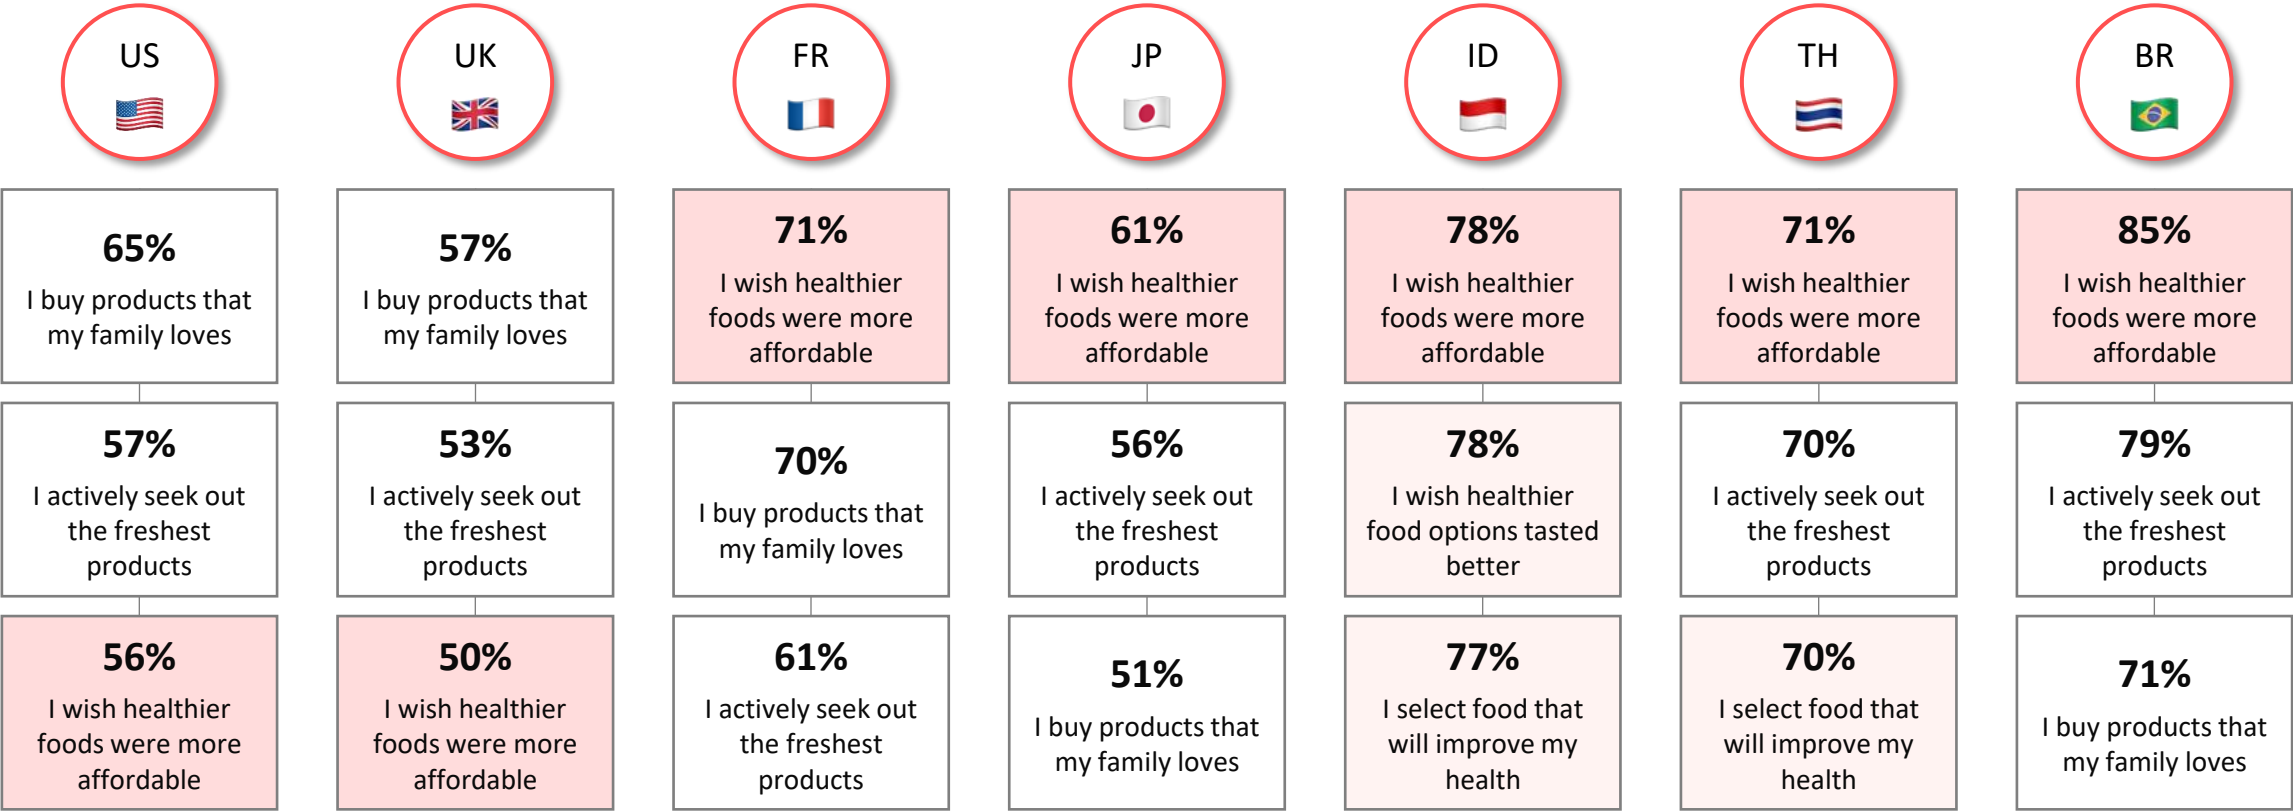 US
UK
FR
JP
ID
TH
BR
65%
I buy products that
my family loves
57%
I buy products that
my family loves
71%
I wish healthier
foods were more
affordable
61%
I wish healthier
foods were more
affordable
78%
I wish healthier
foods were more
affordable
71%
I wish healthier
foods were more
affordable
85%
I wish healthier
foods were more
affordable
57%
I actively seek out
the freshest
products
53%
I actively seek out
the freshest
products
70%
I buy products that
my family loves
56%
I actively seek out
the freshest
products
78%
I wish healthier
food options tasted
better
70%
I actively seek out
the freshest
products
79%
I actively seek out
the freshest
products
56%
I wish healthier
foods were more
affordable
50%
I wish healthier
foods were more
affordable
61%
I actively seek out
the freshest
products
51%
I buy products that
my family loves
77%
I select food that
will improve my
health
70%
I select food that
will improve my
health
71%
I buy products that
my family loves